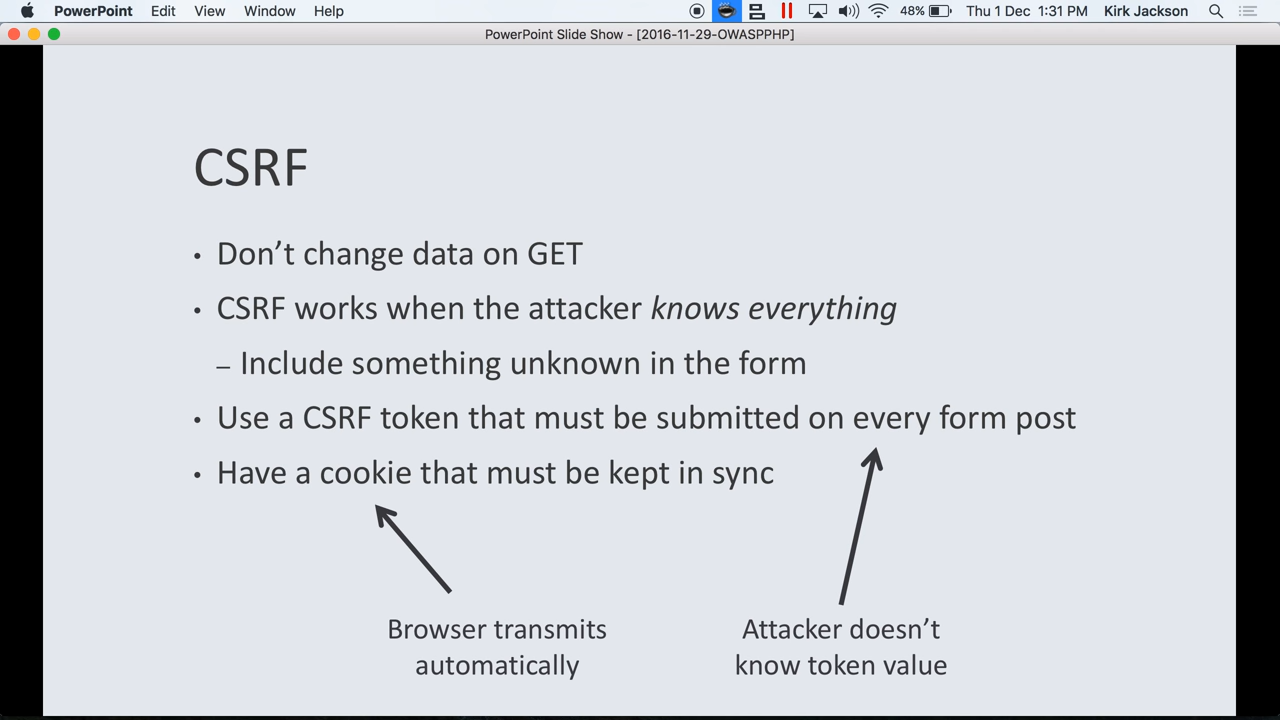 PowerPoint Edit View Window Help 48% Thu 1 Dec 1:31 PM Kirk Jackson
PowerPoint Slide Show - [2016-11-29-OWASPPHP]
CSRF
• Don’t change data on GET
• CSRF works when the attacker knows everything
– Include something unknown in the form
• Use a CSRF token that must be submitted on every form post
• Have a cookie that must be kept in sync
Browser transmits
automatically
Attacker doesn’t
know token value